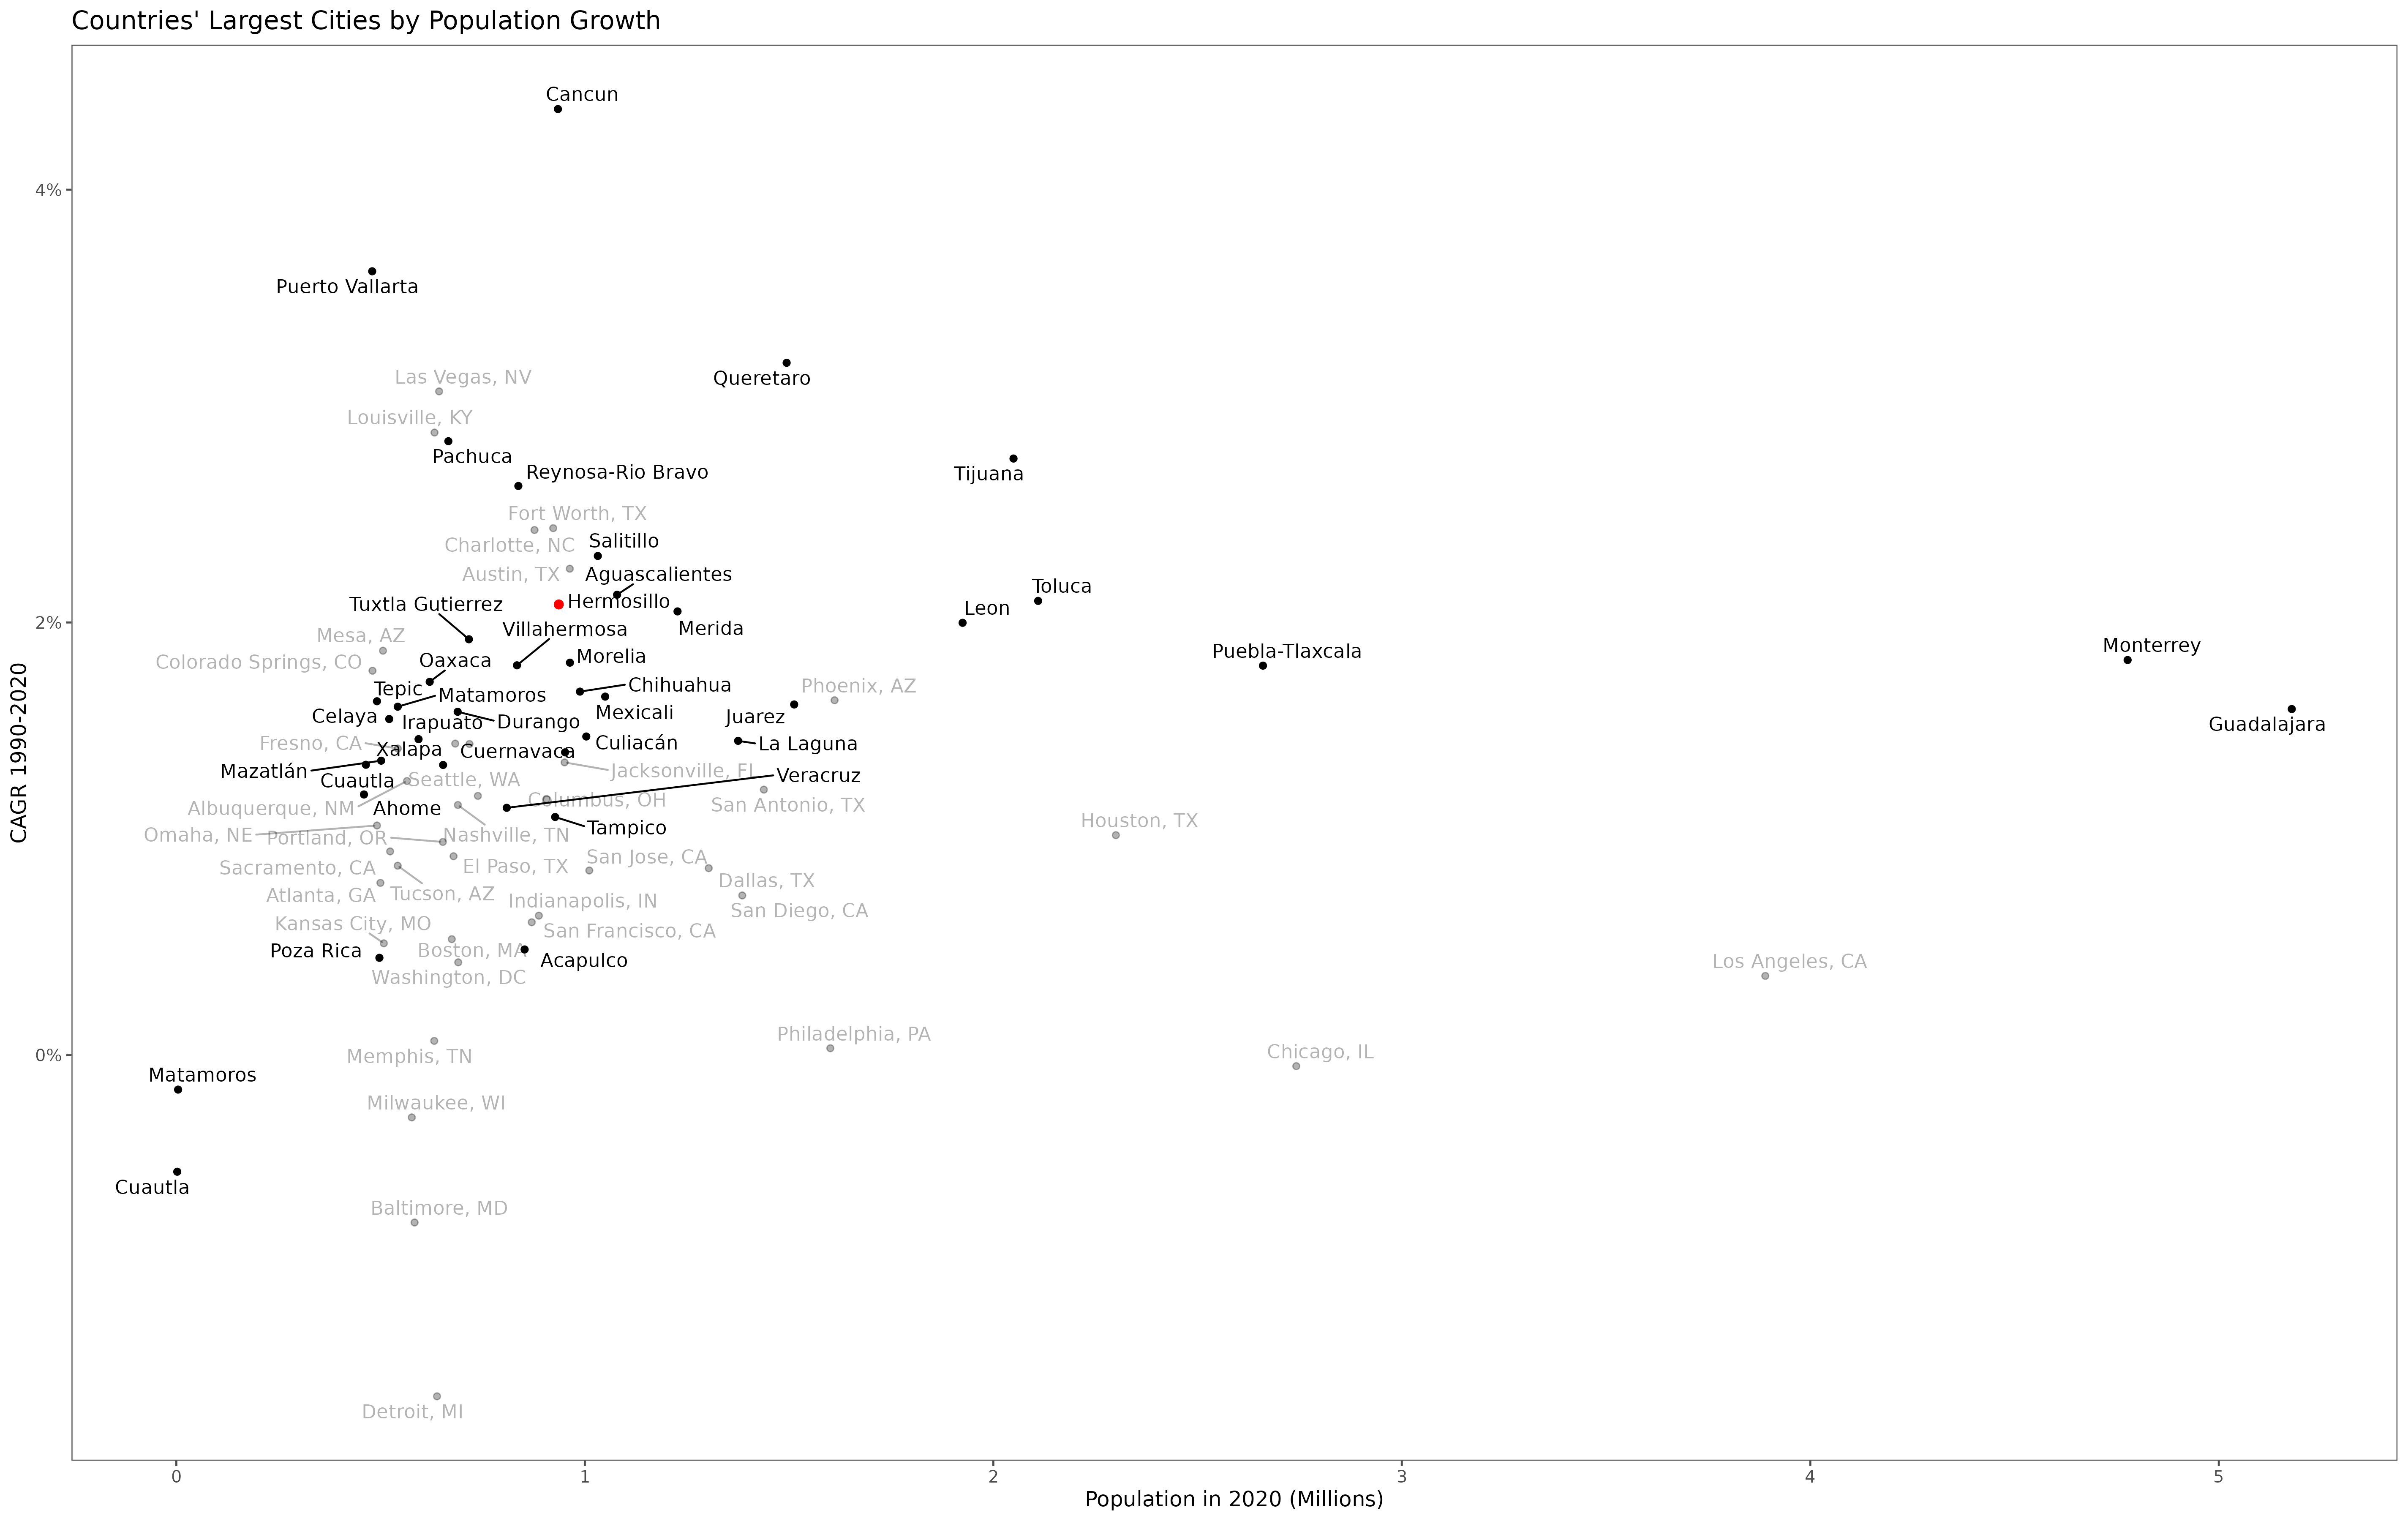 Countries' Largest Cities by Population Growth
Cancun
4%
Puerto Vallarta
Las Vegas, NV
Queretaro
Louisville, KY
Pachuca
Reynosa-Rio Bravo
Tijuana
Fort Worth, TX
Charlotte, NC
Salitillo
Austin, TX
Aguascalientes
Toluca
Tuxtla Gutierrez
Hermosillo
Leon
2%
Villahermosa
Merida
Mesa, AZ
Monterrey
Puebla-Tlaxcala
Colorado Springs, CO
Oaxaca
Morelia
Tepic
Matamoros
Chihuahua
Phoenix, AZ
Celaya
Irapuato
Durango
Mexicali
Juarez
Guadalajara
Fresno, CA
Xalapa
Cuernavaca
Culiacán
La Laguna
Mazatlán
Cuautla
Seattle, WA
Jacksonville, FL
Veracruz
Albuquerque, NM
Ahome
Columbus, OH
San Antonio, TX
Omaha, NE
Portland, OR
Nashville, TN
Tampico
Houston, TX
Sacramento, CA
El Paso, TX
San Jose, CA
Atlanta, GA
Tucson, AZ
Dallas, TX
Indianapolis, IN
San Diego, CA
Kansas City, MO
San Francisco, CA
Poza Rica
Boston, MA
Acapulco
Los Angeles, CA
Washington, DC
Philadelphia, PA
0%
Memphis, TN
Chicago, IL
Matamoros
Milwaukee, WI
Cuautla
Baltimore, MD
Detroit, MI
CAGR 1990-2020
0
1
2
3
4
5
Population in 2020 (Millions)